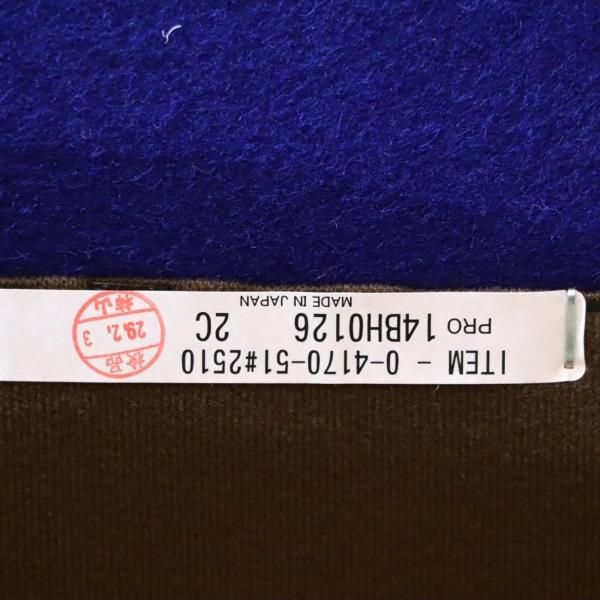 ITEM - 0-4170-51#2510
PRO 14BH0126 2C
MADE IN JAPAN
検品
29.2.3